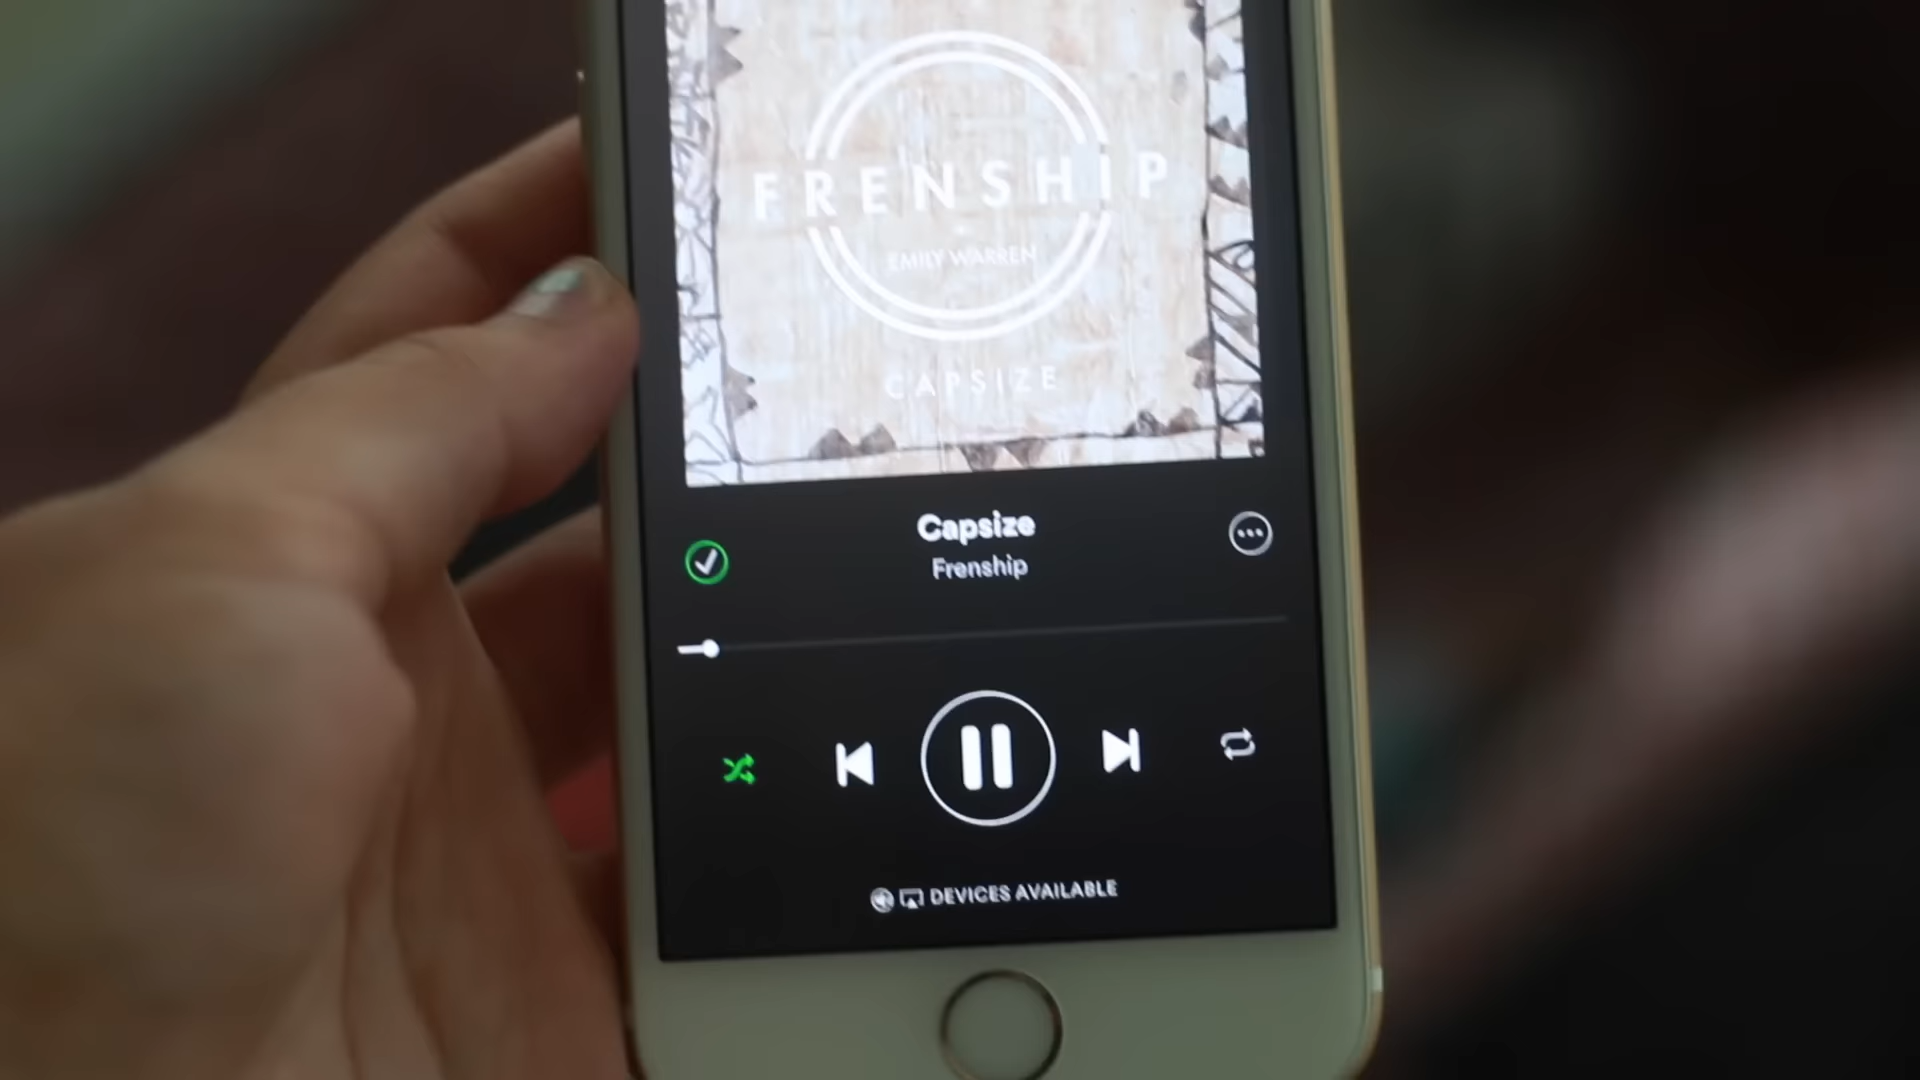 FRENSHIP
EMILY WARREN
CAPSIZE
Capsize
Frenship
DEVICES AVAILABLE